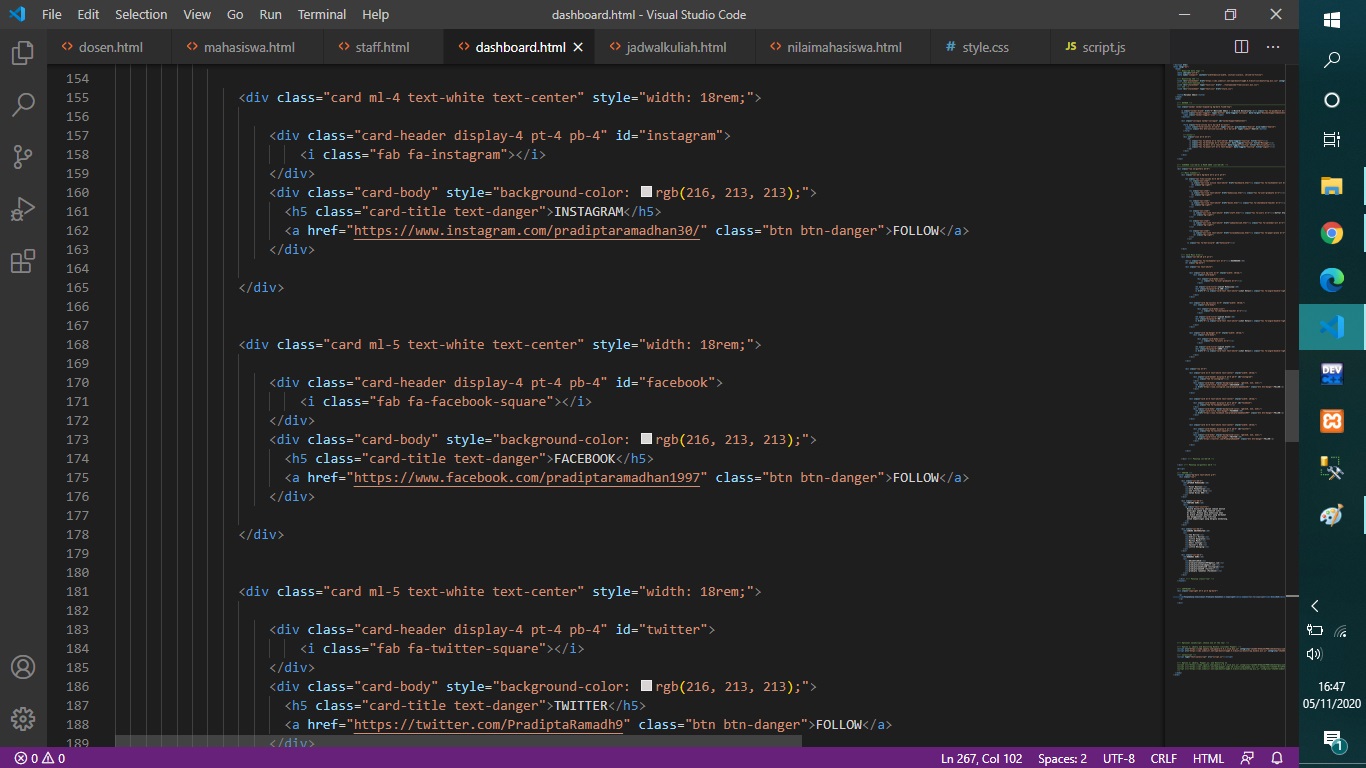 File Edit Selection View Go Run Terminal Help dashboard.html - Visual Studio Code
dosen.html mahasiswa.html staff.html dashboard.html jadwalkuliah.html nilaimahasiswa.html # style.css JS script.js
154
155 <div class="card ml-4 text-white text-center" style="width: 18rem;">
156
157 <div class="card-header display-4 pt-4 pb-4" id="instagram">
158 <i class="fab fa-instagram"></i>
159 </div>
160 <div class="card-body" style="background-color: rgb(216, 213, 213);">
161 <h5 class="card-title text-danger">INSTAGRAM</h5>
162 <a href="https://www.instagram.com/pradiptaramadhan30/" class="btn btn-danger">FOLLOW</a>
163 </div>
164
165 </div>
166
167
168 <div class="card ml-5 text-white text-center" style="width: 18rem;">
169
170 <div class="card-header display-4 pt-4 pb-4" id="facebook">
171 <i class="fab fa-facebook-square"></i>
172 </div>
173 <div class="card-body" style="background-color: rgb(216, 213, 213);">
174 <h5 class="card-title text-danger">FACEBOOK</h5>
175 <a href="https://www.facebook.com/pradiptaramadhan1997" class="btn btn-danger">FOLLOW</a>
176 </div>
177
178 </div>
179
180
181 <div class="card ml-5 text-white text-center" style="width: 18rem;">
182
183 <div class="card-header display-4 pt-4 pb-4" id="twitter">
184 <i class="fab fa-twitter-square"></i>
185 </div>
186 <div class="card-body" style="background-color: rgb(216, 213, 213);">
187 <h5 class="card-title text-danger">TWITTER</h5>
188 <a href="https://twitter.com/PradiptaRamadh9" class="btn btn-danger">FOLLOW</a>
189 </div>
0 0 Ln 267, Col 102 Spaces: 2 UTF-8 CRLF HTML
DEV C++
16:47
05/11/2020
1